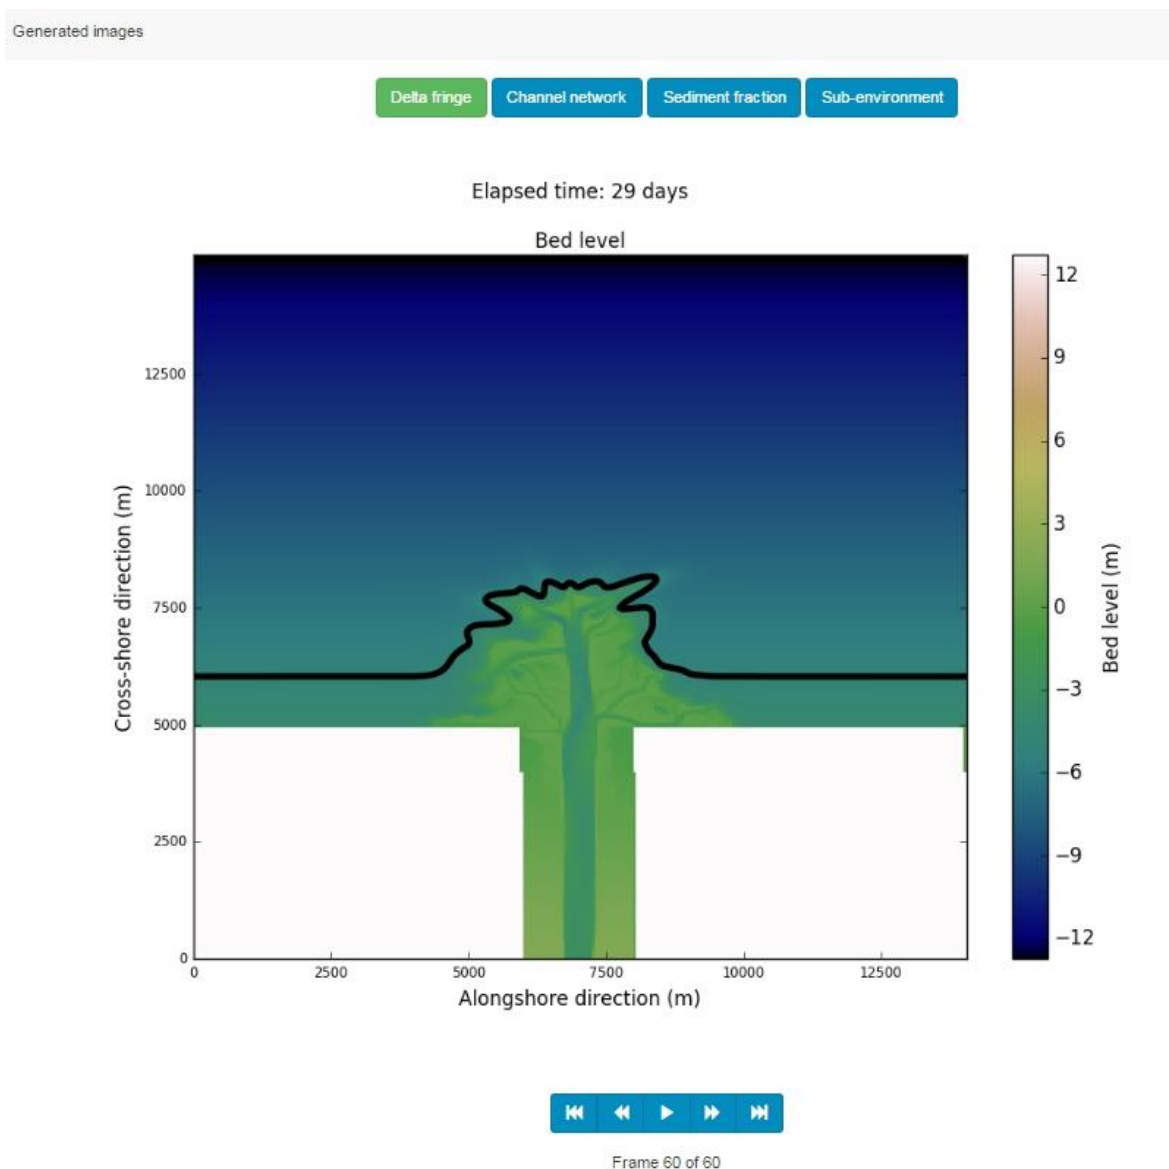 Generated images
Delta fringe Channel network Sediment fraction Sub-environment
Elapsed time: 29 days
Bed level
12500
10000
7500
5000
2500
0
Cross-shore direction (m)
0 2500 5000 7500 10000 12500
Alongshore direction (m)
12
9
6
3
0
−3
−6
−9
−12
Bed level (m)
Frame 60 of 60